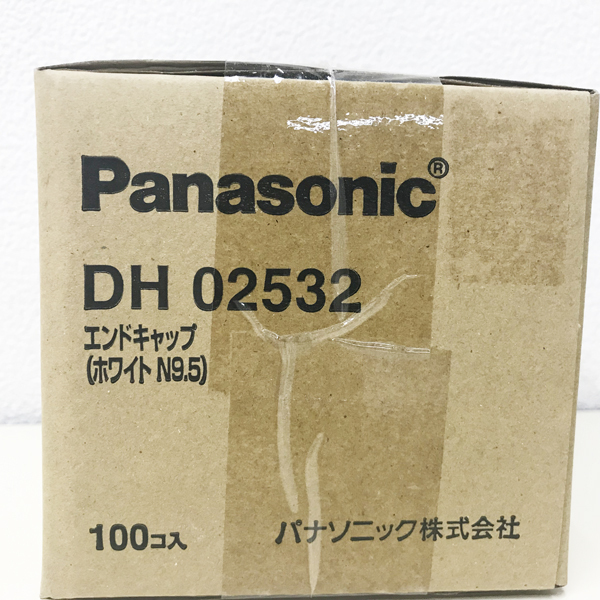 Panasonic®
DH 02532
エンドキャップ
(ホワイト N9.5)
100コ入
パナソニック株式会社